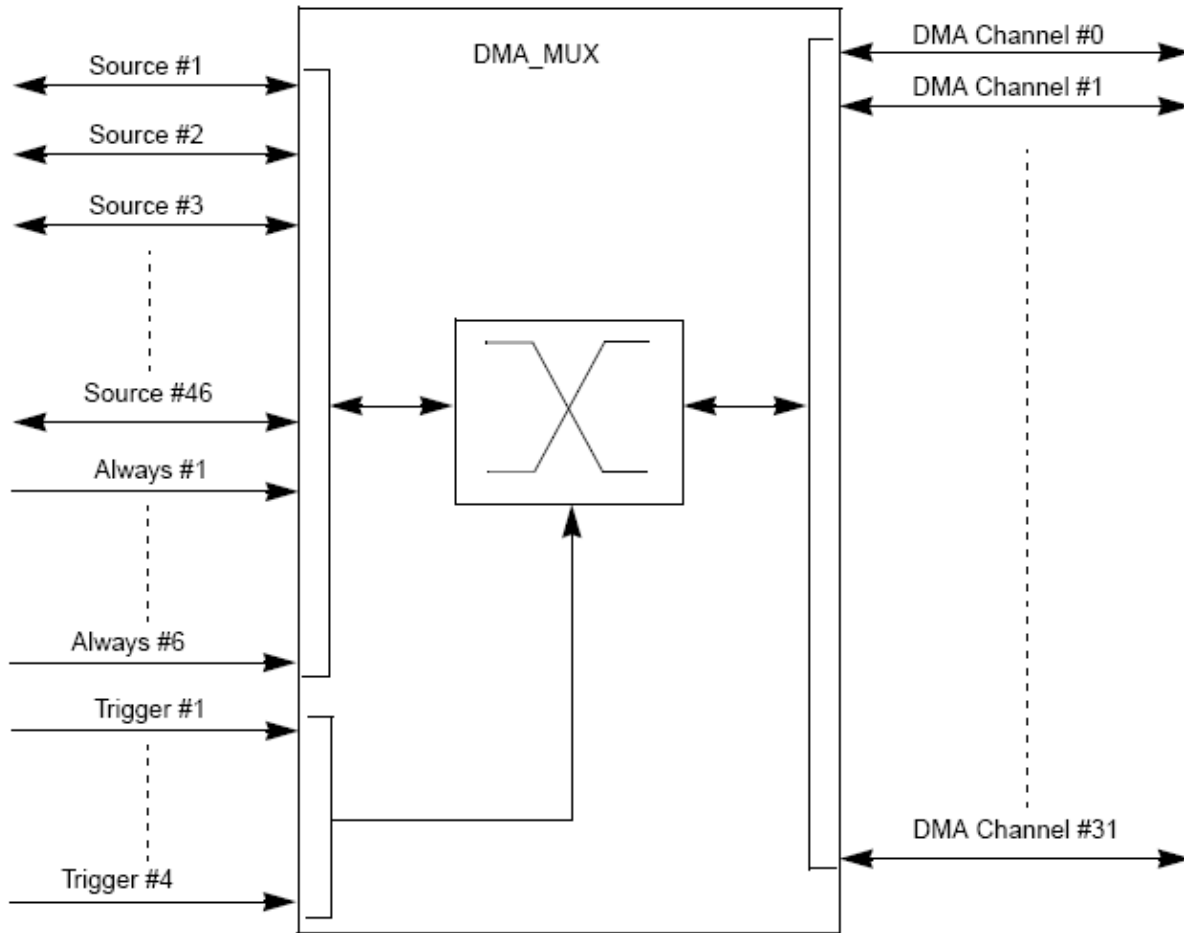 DMA_MUX
Source #1
Source #2
Source #3
Source #46
Always #1
Always #6
Trigger #1
Trigger #4
DMA Channel #0
DMA Channel #1
DMA Channel #31